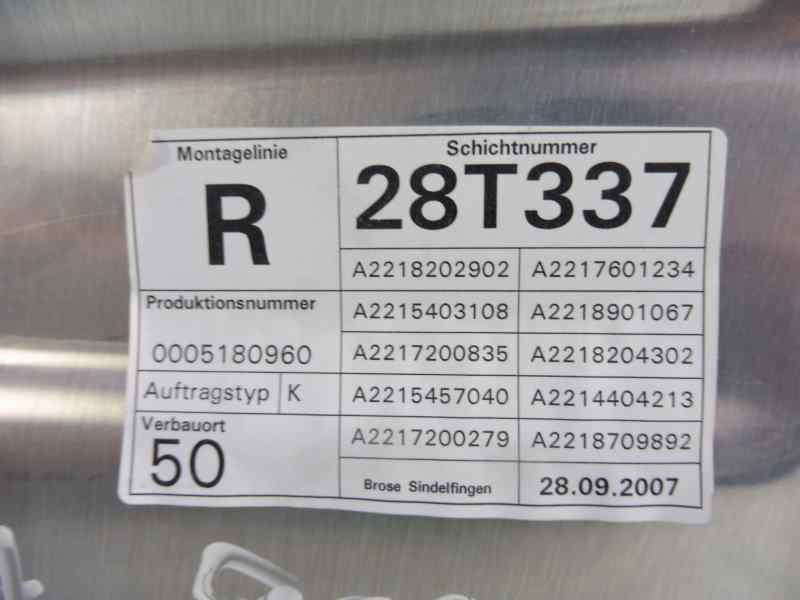 Montagelinie
R
Schichtnummer
28T337
A2218202902 A2217601234
A2215403108 A2218901067
A2217200835 A2218204302
A2215457040 A2214404213
A2217200279 A2218709892
Produktionsnummer
0005180960
Auftragstyp K
Verbauort
50
Brose Sindelfingen 28.09.2007